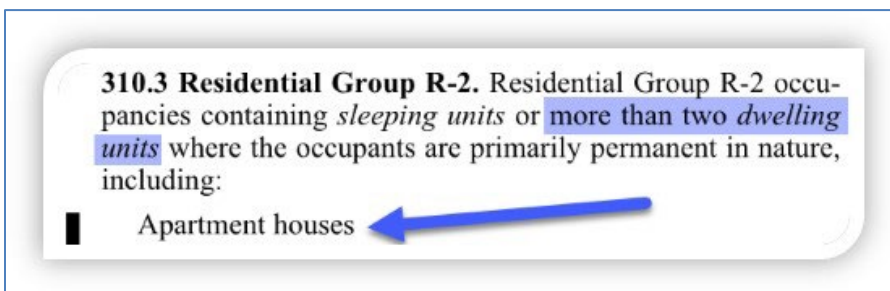 310.3 Residential Group R-2. Residential Group R-2 occu-
pancies containing sleeping units or more than two dwelling
units where the occupants are primarily permanent in nature,
including:
Apartment houses